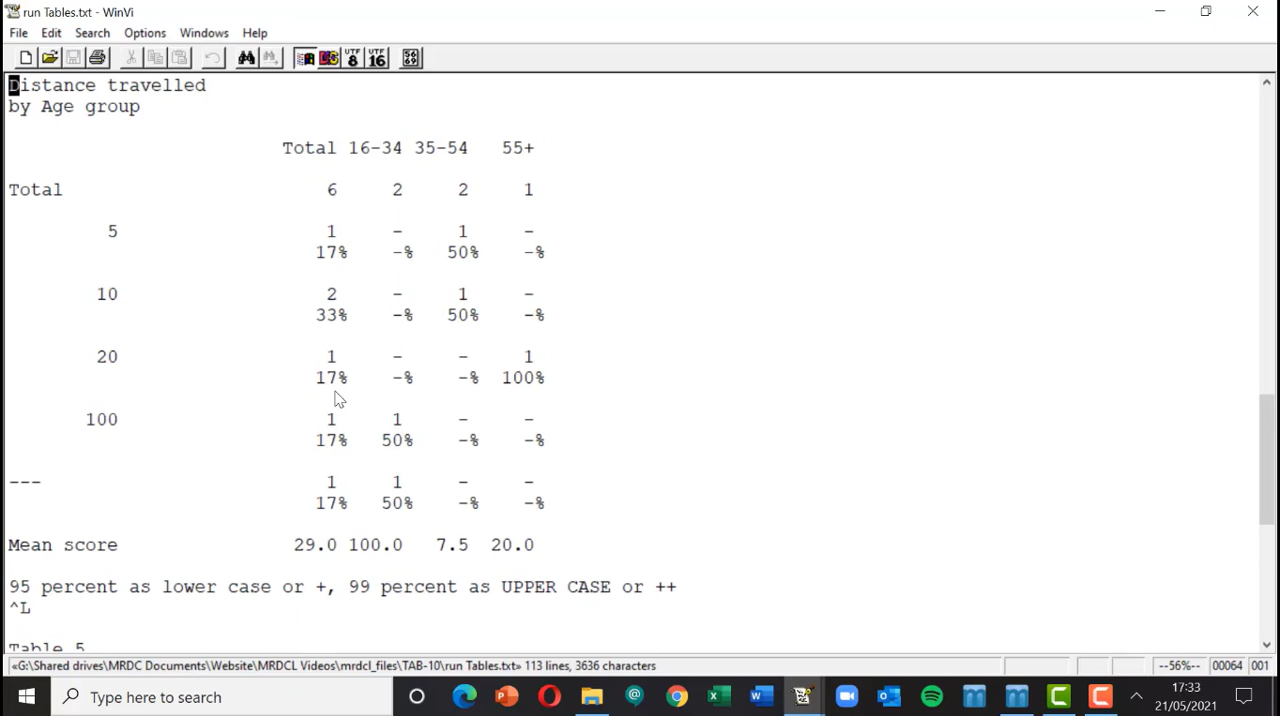 run Tables.txt - WinVi
File Edit Search Options Windows Help
UTF 8 UTF 16
Distance travelled
by Age group
Total 16-34 35-54 55+
Total 6 2 2 1
5 1 - 1 -
17% -% 50% -%
10 2 - 1 -
33% -% 50% -%
20 1 - - 1
17% -% -% 100%
100 1 1 - -
17% 50% -% -%
--- 1 1 - -
17% 50% -% -%
Mean score 29.0 100.0 7.5 20.0
95 percent as lower case or +, 99 percent as UPPER CASE or ++
^L
Table 5
«G:\Shared drives\MRDC Documents\Website\MRDCL Videos\mrdcl_files\TAB-10\run Tables.txt» 113 lines, 3636 characters --56%-- 00064 001
Type here to search
17:33
21/05/2021